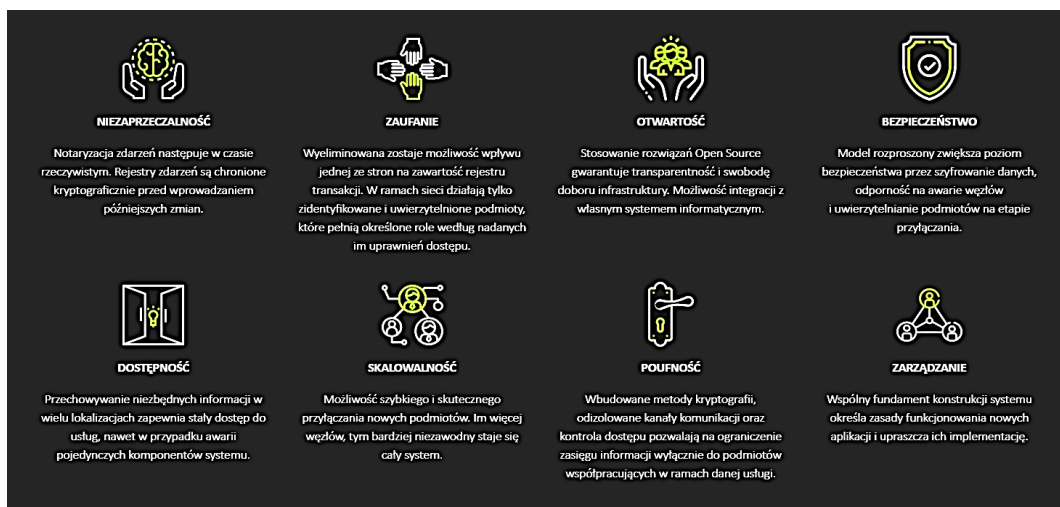 NIEZAPRZECZALNOŚĆ
Notaryzacja zdarzeń następuje w czasie
rzeczywistym. Rejestry zdarzeń są chronione
kryptograficznie przed wprowadzaniem
późniejszych zmian.
ZAUFANIE
Wyeliminowana zostaje możliwość wpływu
jednej ze stron na zawartość rejestru
transakcji. W ramach sieci działają tylko
zidentyfikowane i uwierzytelnione podmioty,
które pełnią określone role według nadanych
im uprawnień dostępu.
OTWARTOŚĆ
Stosowanie rozwiązań Open Source
gwarantuje transparentność i swobodę
doboru infrastruktury. Możliwość integracji z
własnym systemem informatycznym.
BEZPIECZEŃSTWO
Model rozproszony zwiększa poziom
bezpieczeństwa przez szyfrowanie danych,
odporność na awarie węzłów
i uwierzytelnianie podmiotów na etapie
przyłączania.
DOSTĘPNOŚĆ
Przechowywanie niezbędnych informacji w
wielu lokalizacjach zapewnia stały dostęp do
usług, nawet w przypadku awarii
pojedynczych komponentów systemu.
SKALOWALNOŚĆ
Możliwość szybkiego i skutecznego
przyłączania nowych podmiotów. Im więcej
węzłów, tym bardziej niezawodny staje się
cały system.
POUFNOŚĆ
Wbudowane metody kryptografii,
odizolowane kanały komunikacji oraz
kontrola dostępu pozwalają na ograniczenie
zasięgu informacji wyłącznie do podmiotów
współpracujących w ramach danej usługi.
ZARZĄDZANIE
Wspólny fundament konstrukcji systemu
określa zasady funkcjonowania nowych
aplikacji i upraszcza ich implementację.